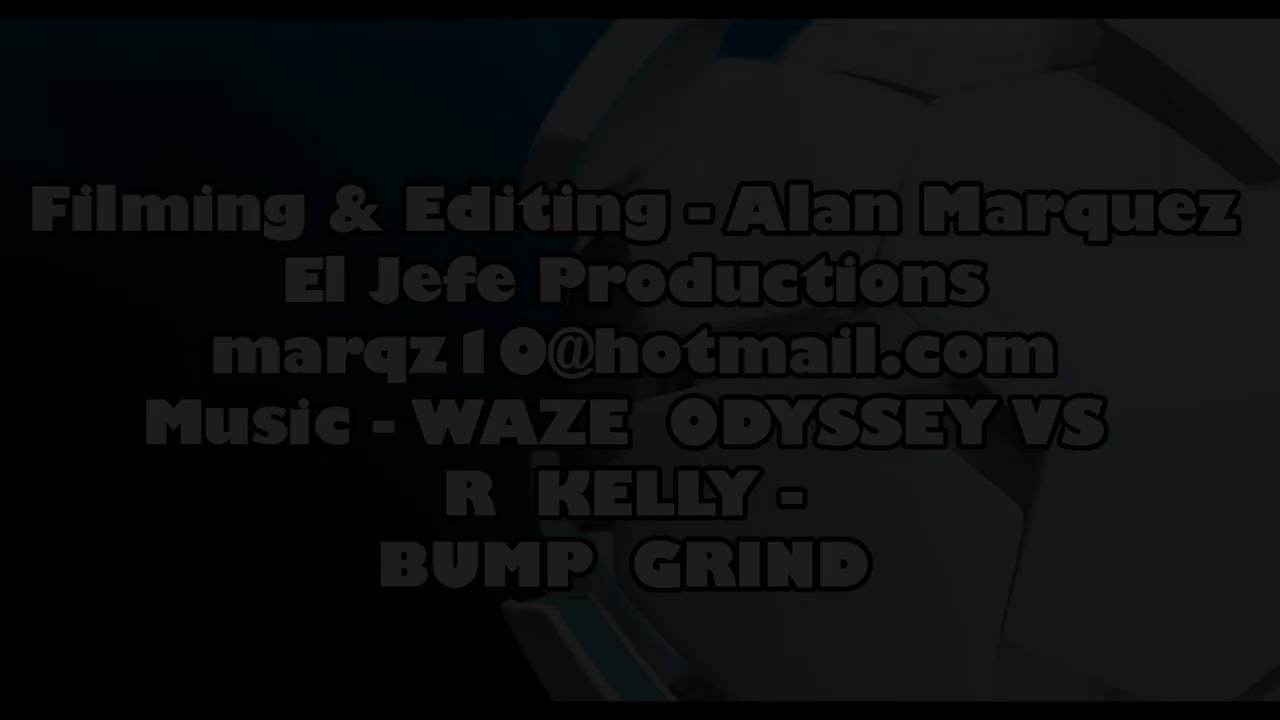 Filming & Editing - Alan Marquez
El Jefe Productions
marqz10@hotmail.com
Music - WAZE ODYSSEY VS
R KELLY -
BUMP GRIND